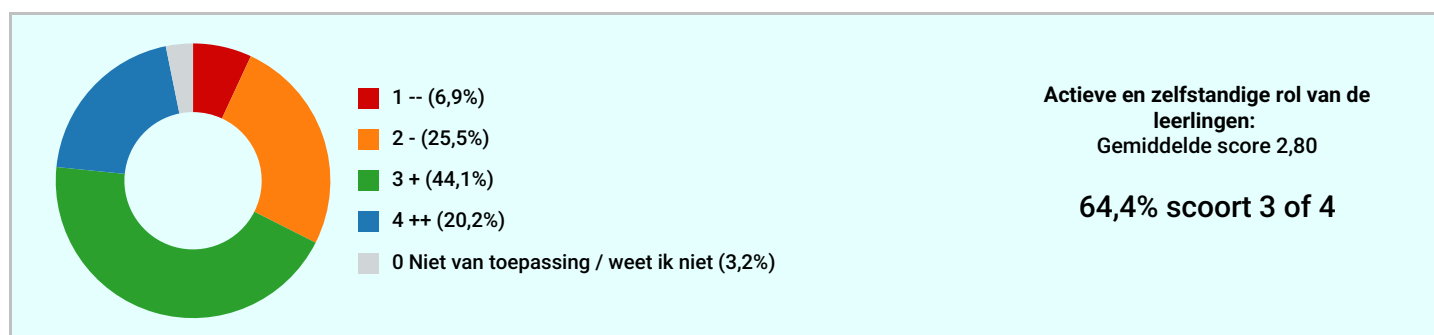 1 -- (6,9%)
2 - (25,5%)
3 + (44,1%)
4 ++ (20,2%)
0 Niet van toepassing / weet ik niet (3,2%)
Actieve en zelfstandige rol van de
leerlingen:
Gemiddelde score 2,80
64,4% scoort 3 of 4